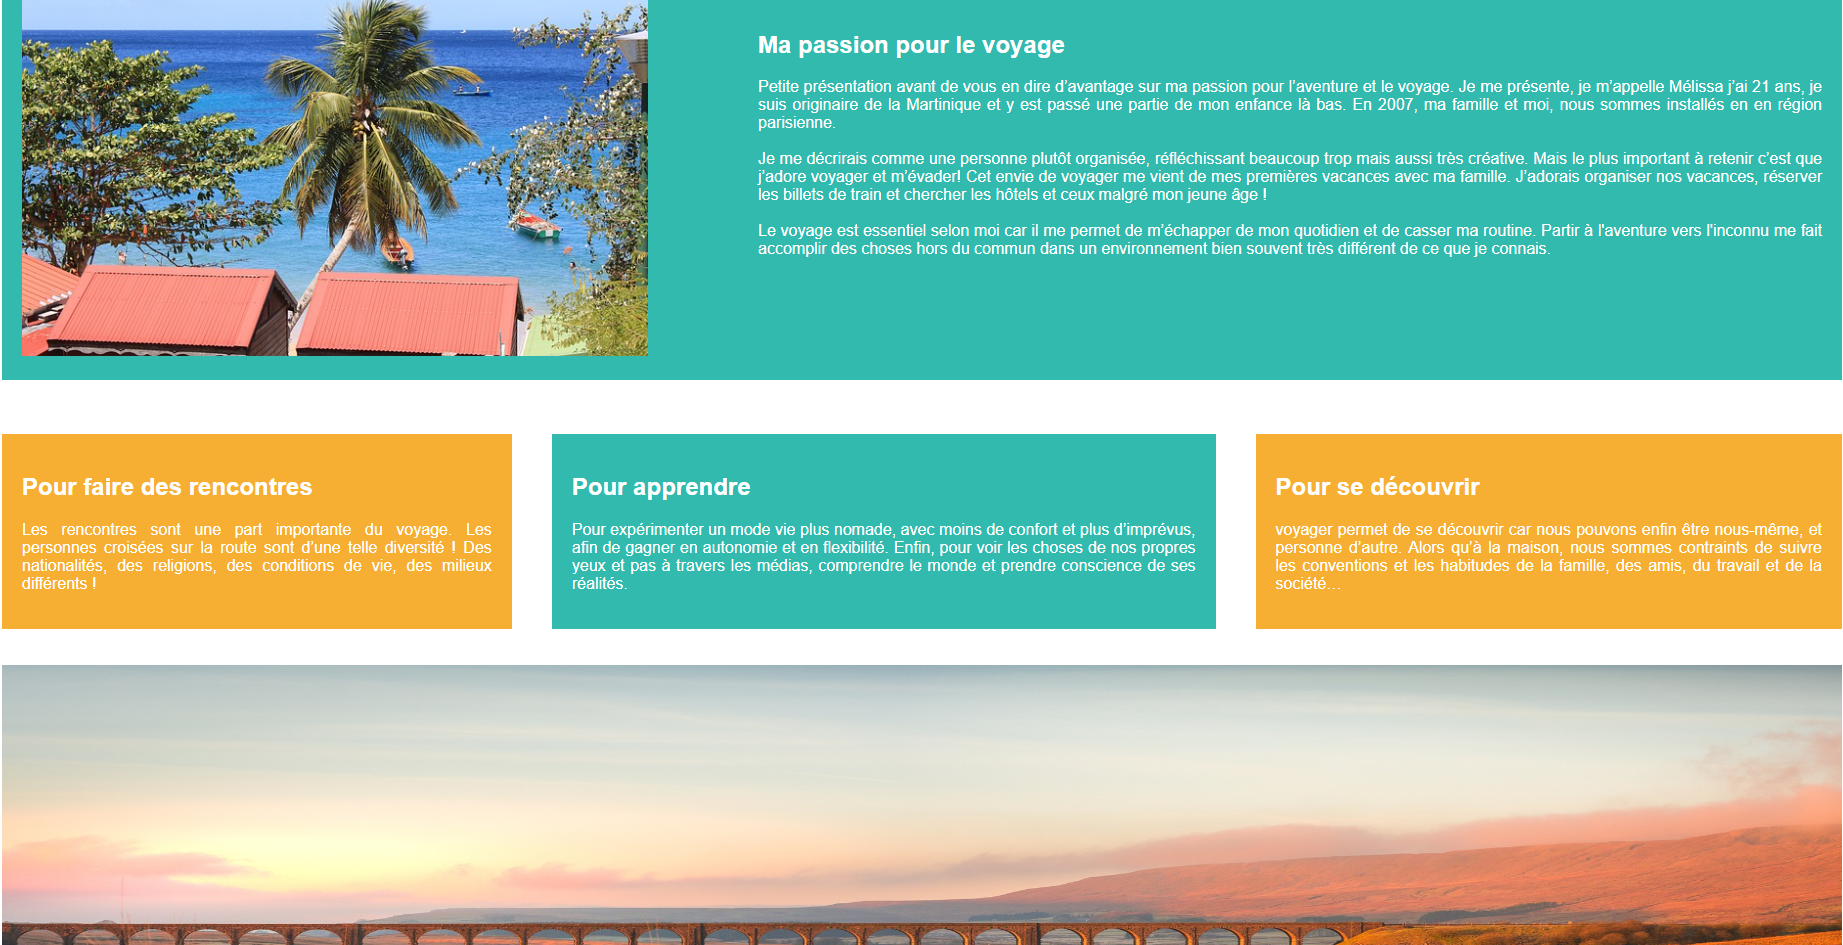 Ma passion pour le voyage
Petite présentation avant de vous en dire d’avantage sur ma passion pour l’aventure et le voyage. Je me présente, je m’appelle Mélissa j’ai 21 ans, je
suis originaire de la Martinique et y est passé une partie de mon enfance là bas. En 2007, ma famille et moi, nous sommes installés en en région
parisienne.
Je me décrirais comme une personne plutôt organisée, réfléchissant beaucoup trop mais aussi très créative. Mais le plus important à retenir c’est que
j’adore voyager et m’évader! Cet envie de voyager me vient de mes premières vacances avec ma famille. J’adorais organiser nos vacances, réserver
les billets de train et chercher les hôtels et ceux malgré mon jeune âge !
Le voyage est essentiel selon moi car il me permet de m’échapper de mon quotidien et de casser ma routine. Partir à l'aventure vers l'inconnu me fait
accomplir des choses hors du commun dans un environnement bien souvent très différent de ce que je connais.
Pour faire des rencontres
Les rencontres sont une part importante du voyage. Les
personnes croisées sur la route sont d’une telle diversité ! Des
nationalités, des religions, des conditions de vie, des milieux
différents !
Pour apprendre
Pour expérimenter un mode vie plus nomade, avec moins de confort et plus d’imprévus,
afin de gagner en autonomie et en flexibilité. Enfin, pour voir les choses de nos propres
yeux et pas à travers les médias, comprendre le monde et prendre conscience de ses
réalités.
Pour se découvrir
voyager permet de se découvrir car nous pouvons enfin être nous-même, et
personne d’autre. Alors qu’à la maison, nous sommes contraints de suivre
les conventions et les habitudes de la famille, des amis, du travail et de la
société…